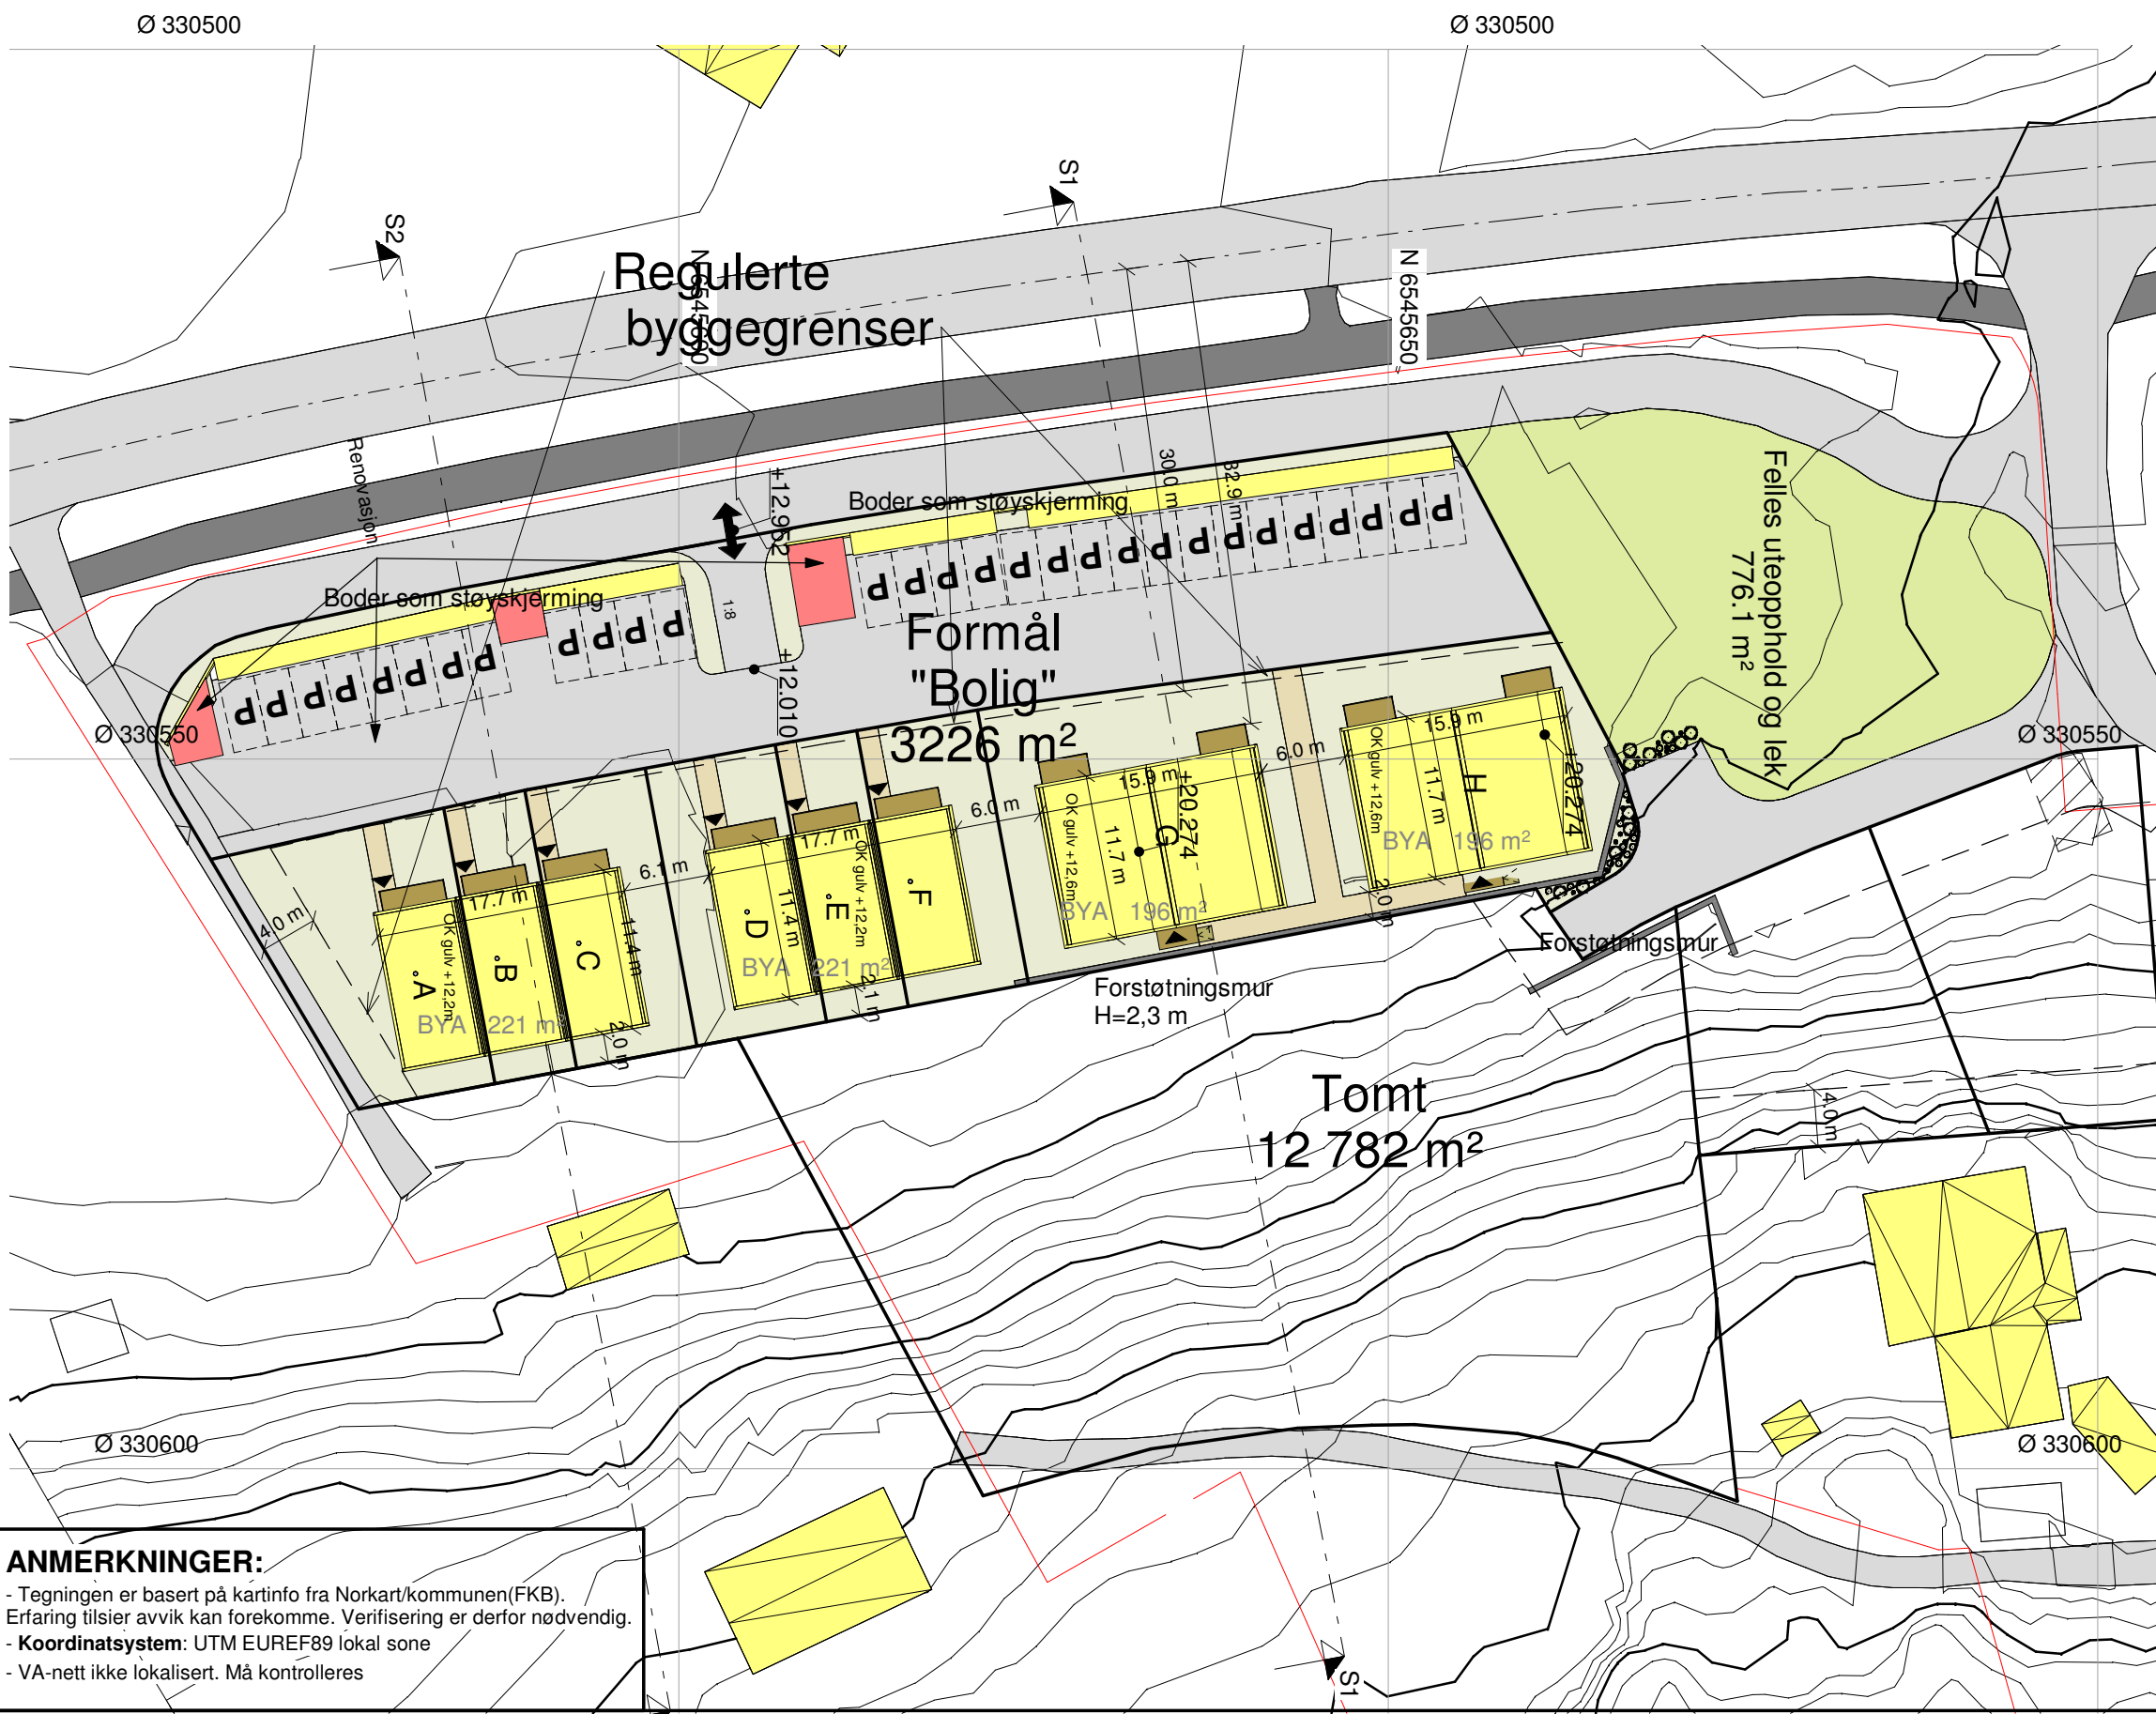 Ø 330500
Ø 330500
S1
S2
Regulerte
byggegrenser
N 6545600
N 6545650
Renovasjon
+12.952
Boder som støyskjerming
30.0 m
32.9 m
Felles uteopphold og lek
776.1 m²
P P P P P P P P P P P P P P P P P
Boder som støyskjerming
P P P P
P P P P P P P P
1:8
+12.010
Formål
"Bolig"
3226 m²
Ø 330550
Ø 330550
15.9 m
6.0 m
OK gulv +12,6m
11.7 m
H
+20.274
BYA 196 m²
2.0 m
15.9 m
+20.274
6.0 m
OK gulv +12,6m
11.7 m
G
BYA 196 m²
17.7 m
6.1 m
OK gulv +12,2m
.D
.E
.F
11.4 m
BYA 221 m²
2.1 m
17.7 m
4.0 m
OK gulv +12,2m
.A
.B
.C
11.4 m
BYA 221 m²
2.0 m
Forstøtningsmur
Forstøtningsmur
H=2,3 m
Tomt
12 782 m²
4.0 m
Ø 330600
Ø 330600
S1
ANMERKNINGER:
- Tegningen er basert på kartinfo fra Norkart/kommunen(FKB).
Erfaring tilsier avvik kan forekomme. Verifisering er derfor nødvendig.
- Koordinatsystem: UTM EUREF89 lokal sone
- VA-nett ikke lokalisert. Må kontrolleres